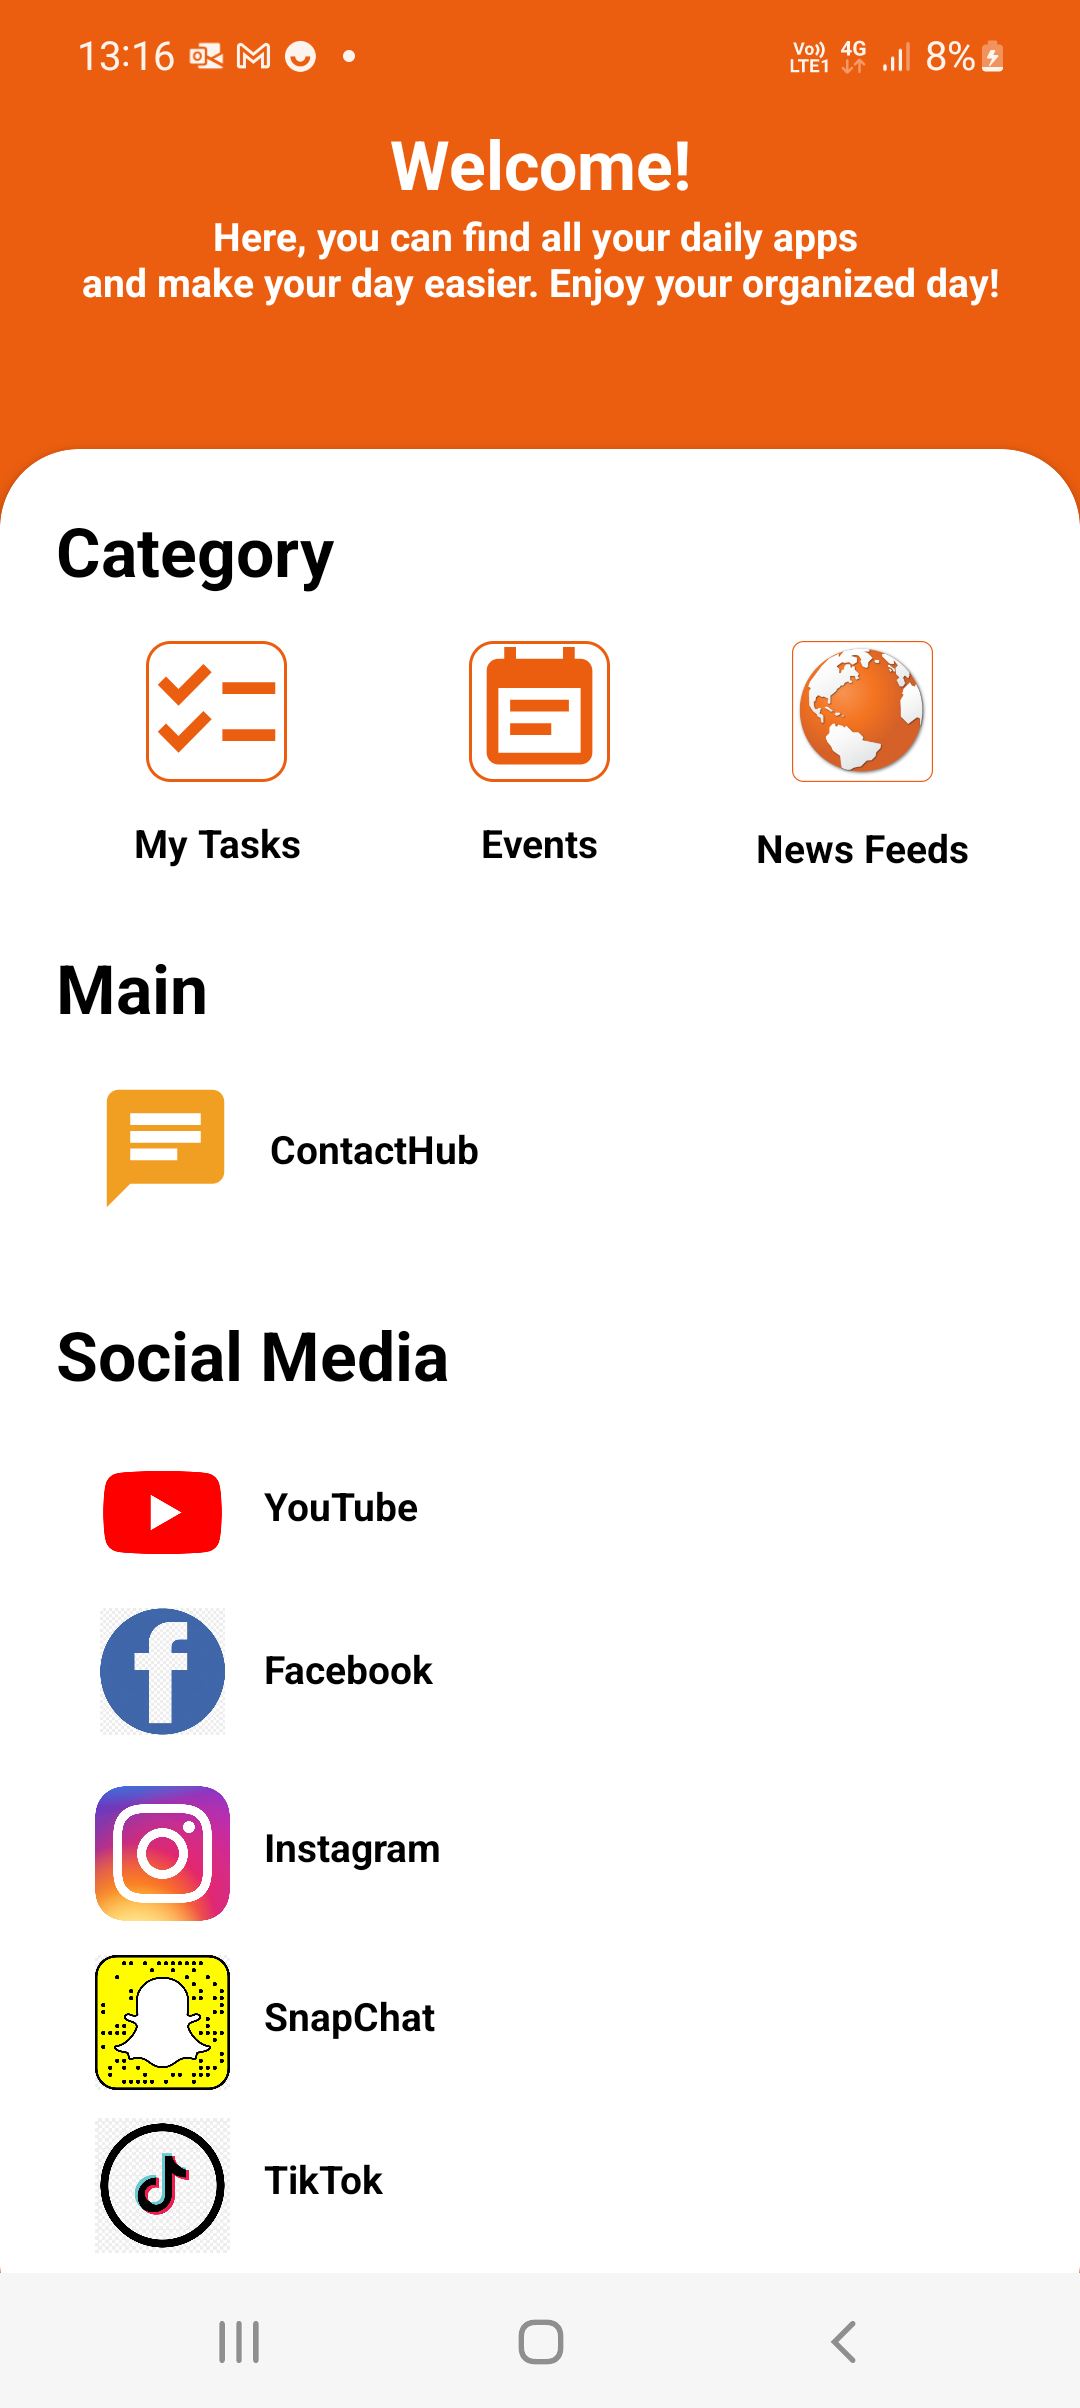 13:16
Vo)) LTE1 4G 8%
Welcome!
Here, you can find all your daily apps
and make your day easier. Enjoy your organized day!
Category
My Tasks
Events
News Feeds
Main
ContactHub
Social Media
YouTube
Facebook
Instagram
SnapChat
TikTok